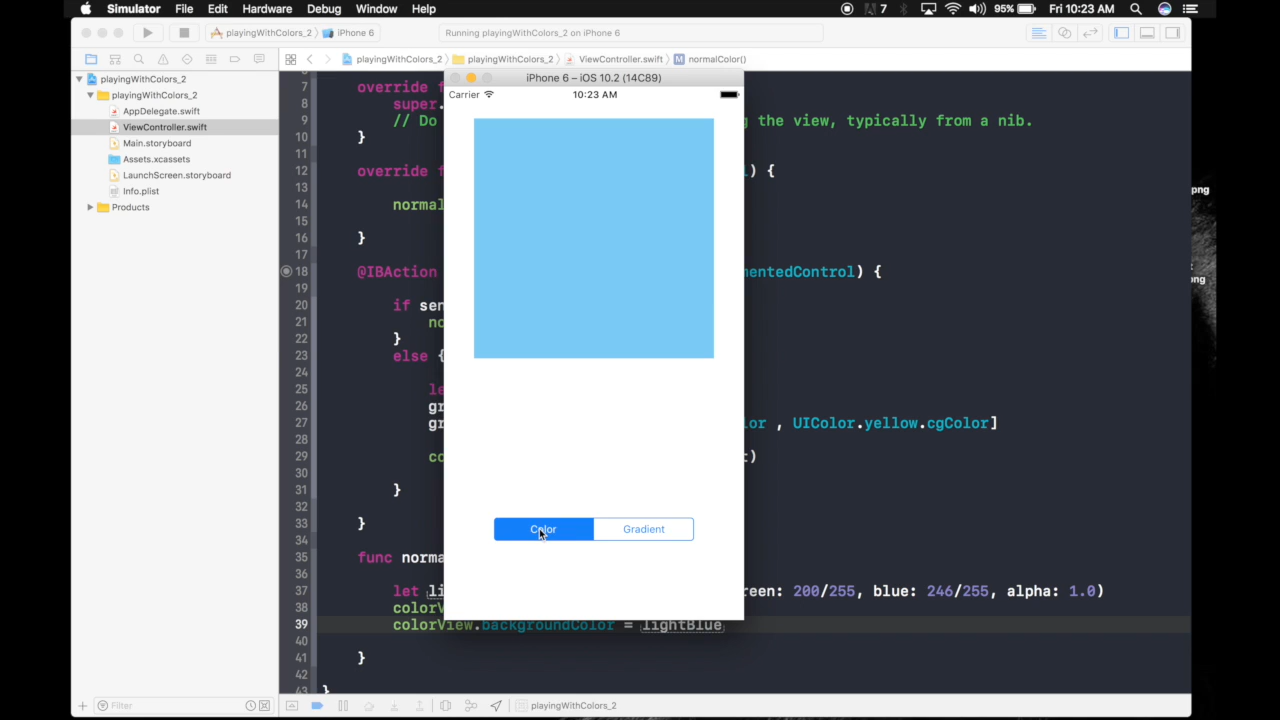 Simulator File Edit Hardware Debug Window Help 7 95% Fri 10:23 AM
playingWithColors_2 iPhone 6 Running playingWithColors_2 on iPhone 6
playingWithColors_2 playingWithColors_2 ViewController.swift M normalColor()
playingWithColors_2
playingWithColors_2
AppDelegate.swift
ViewController.swift
Main.storyboard
Assets.xcassets
LaunchScreen.storyboard
Info.plist
Products
iPhone 6 – iOS 10.2 (14C89)
Carrier 10:23 AM
Color Gradient
7 override f
8 super.
9 // Do g the view, typically from a nib.
10 }
11
12 override f l) {
13
14 normal
15
16 }
17
18 @IBAction mentedControl) {
19
20 if sen
21 no
22 }
23 else {
24
25 le
26 gr
27 gr lor , UIColor.yellow.cgColor]
28
29 co r)
30
31 }
32
33 }
34
35 func norma
36
37 let li reen: 200/255, blue: 246/255, alpha: 1.0)
38 colorV
39 colorView.backgroundColor = lightBlue
40
41 }
42
43 }
png
ng
Filter playingWithColors_2